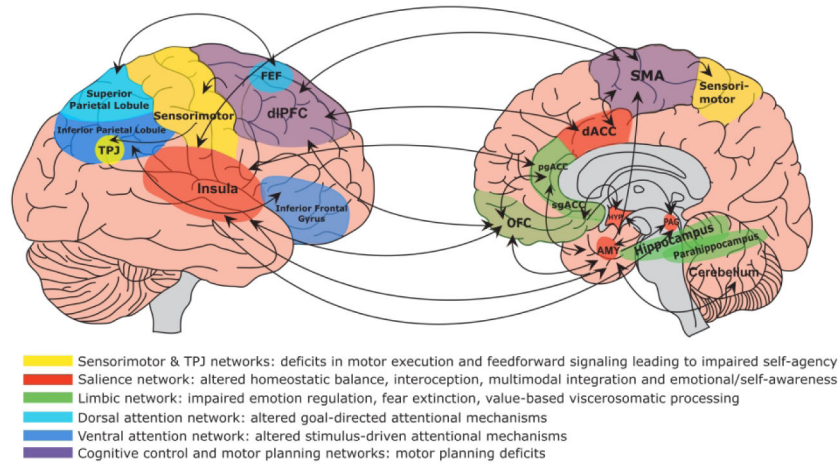 FEF
Superior
Parietal Lobule
Sensorimotor
dlPFC
Inferior Parietal Lobule
TPJ
Insula
Inferior Frontal
Gyrus
SMA
Sensori-
motor
dACC
pgACC
sgACC
OFC
HYP
PAG
AMY
Hippocampus
Parahippocampus
Cerebellum
Sensorimotor & TPJ networks: deficits in motor execution and feedforward signaling leading to impaired self-agency
Salience network: altered homeostatic balance, interoception, multimodal integration and emotional/self-awareness
Limbic network: impaired emotion regulation, fear extinction, value-based viscerosomatic processing
Dorsal attention network: altered goal-directed attentional mechanisms
Ventral attention network: altered stimulus-driven attentional mechanisms
Cognitive control and motor planning networks: motor planning deficits